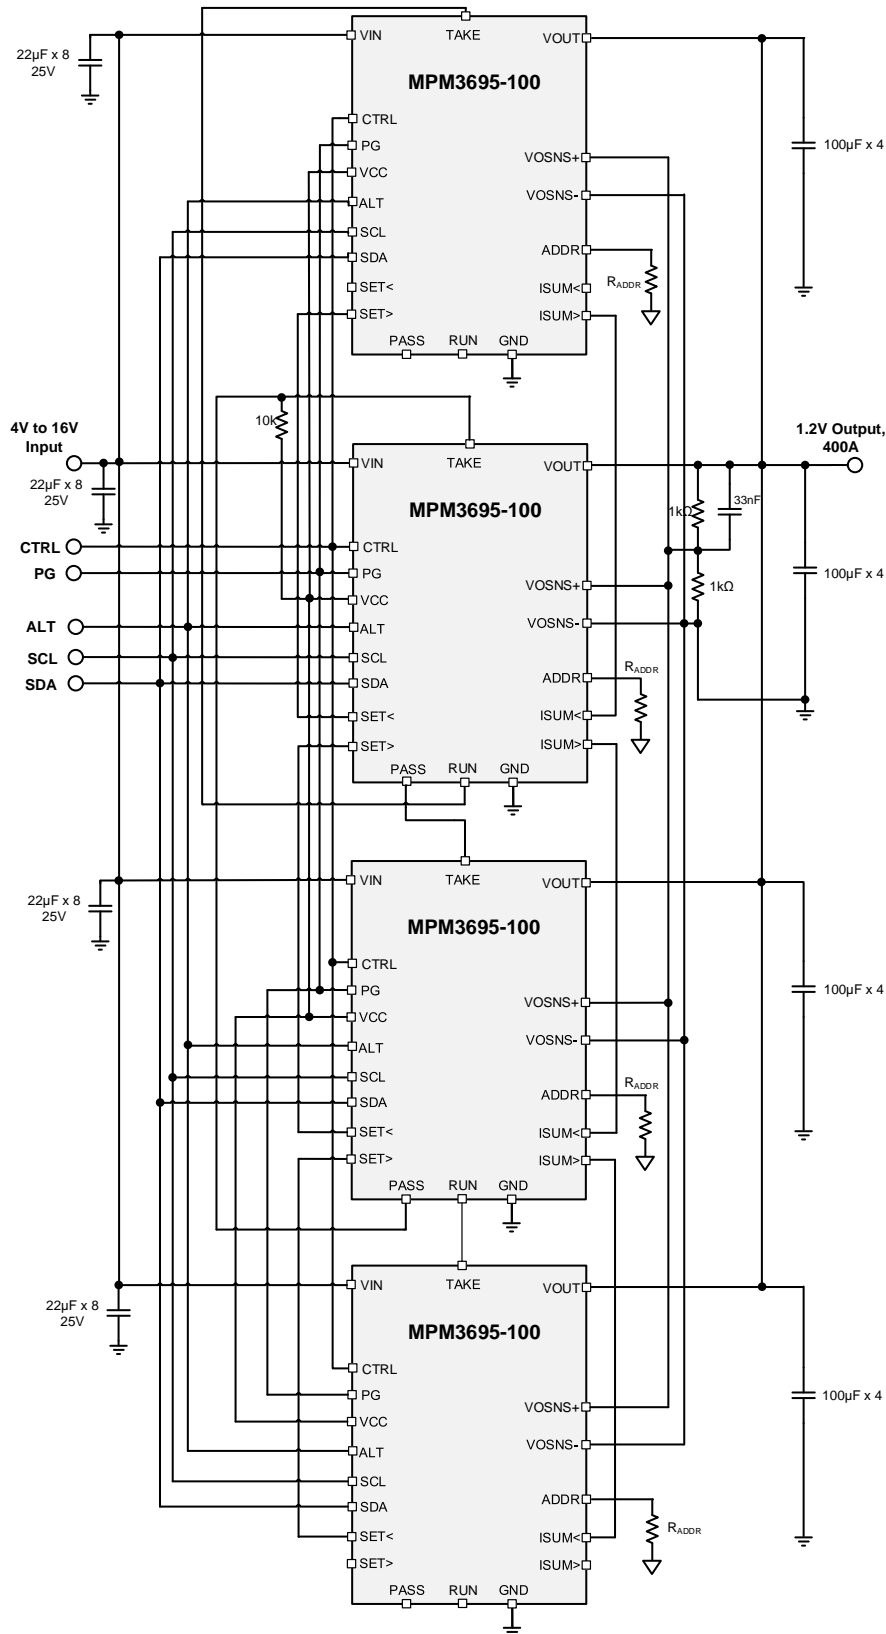 TAKE
VIN
VOUT
22µF x 8
25V
MPM3695-100
CTRL
PG
VCC
ALT
SCL
SDA
SET<
SET>
VOSNS+
VOSNS-
ADDR
ISUM<
ISUM>
100µF x 4
RADDR
PASS
RUN
GND
10k
4V to 16V
Input
22µF x 8
25V
CTRL
PG
ALT
SCL
SDA
VIN
TAKE
VOUT
MPM3695-100
CTRL
PG
VCC
ALT
SCL
SDA
SET<
SET>
VOSNS+
VOSNS-
ADDR
ISUM<
ISUM>
PASS
RUN
GND
1.2V Output,
400A
1kΩ
33nF
1kΩ
100µF x 4
RADDR
22µF x 8
25V
VIN
TAKE
VOUT
MPM3695-100
CTRL
PG
VCC
ALT
SCL
SDA
SET<
SET>
VOSNS+
VOSNS-
ADDR
ISUM<
ISUM>
100µF x 4
RADDR
PASS
RUN
GND
22µF x 8
25V
VIN
TAKE
VOUT
MPM3695-100
CTRL
PG
VCC
ALT
SCL
SDA
SET<
SET>
VOSNS+
VOSNS-
ADDR
ISUM<
ISUM>
100µF x 4
RADDR
PASS
RUN
GND